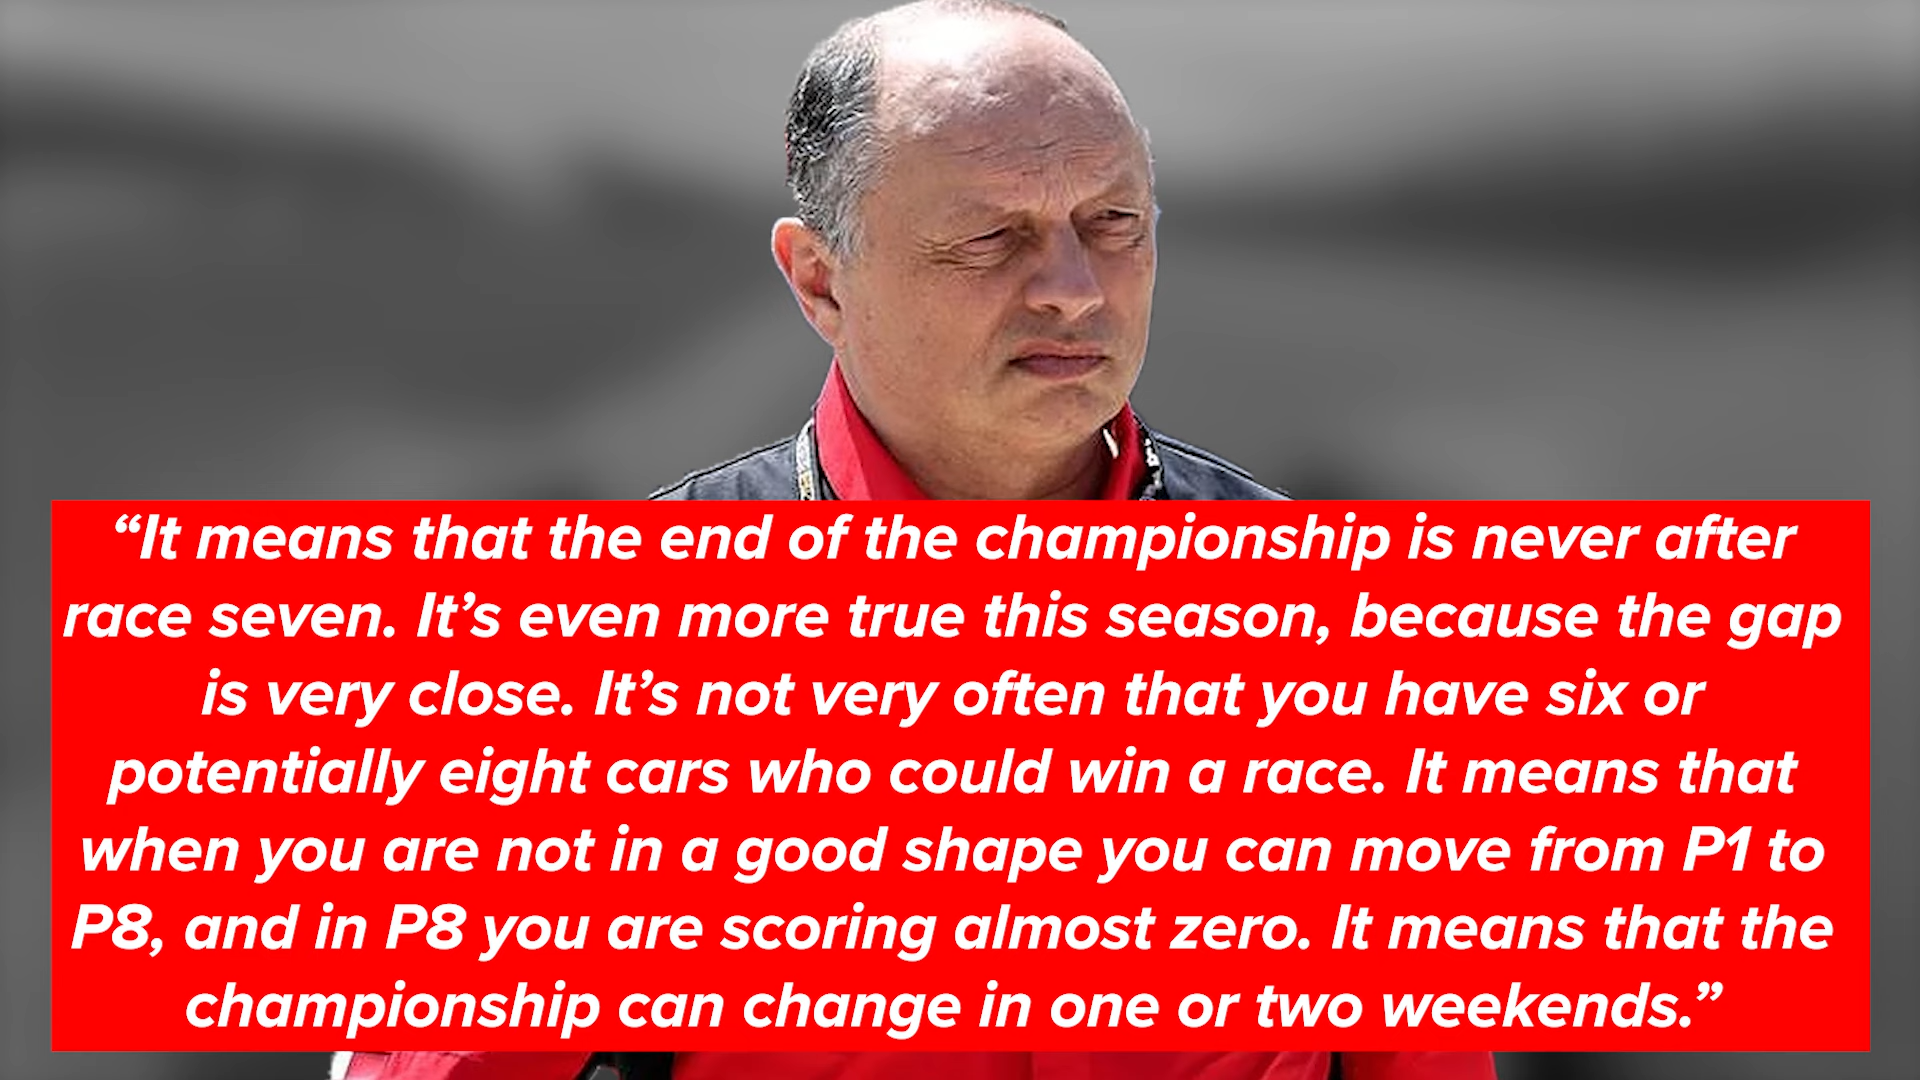 “It means that the end of the championship is never after
race seven. It’s even more true this season, because the gap
is very close. It’s not very often that you have six or
potentially eight cars who could win a race. It means that
when you are not in a good shape you can move from P1 to
P8, and in P8 you are scoring almost zero. It means that the
championship can change in one or two weekends.”